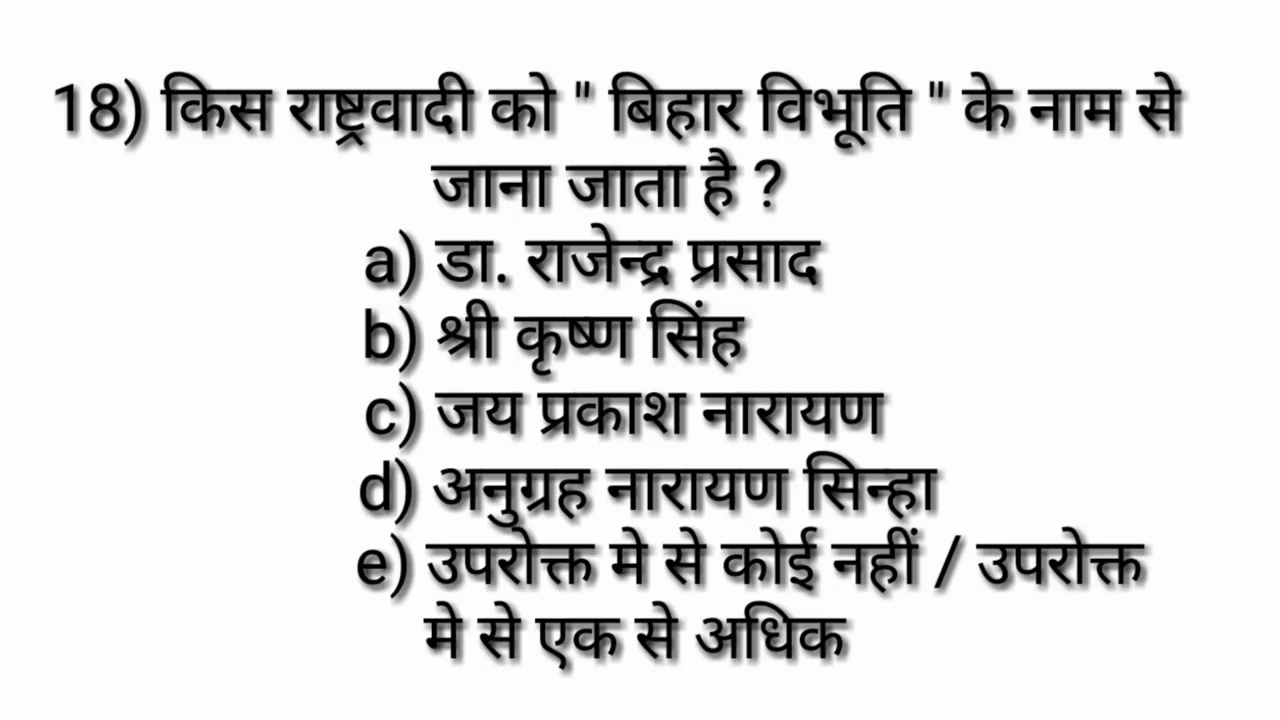 18) किस राष्ट्रवादी को " बिहार विभूति " के नाम से
जाना जाता है ?
a) डा. राजेन्द्र प्रसाद
b) श्री कृष्ण सिंह
c) जय प्रकाश नारायण
d) अनुग्रह नारायण सिन्हा
e) उपरोक्त मे से कोई नहीं / उपरोक्त
मे से एक से अधिक